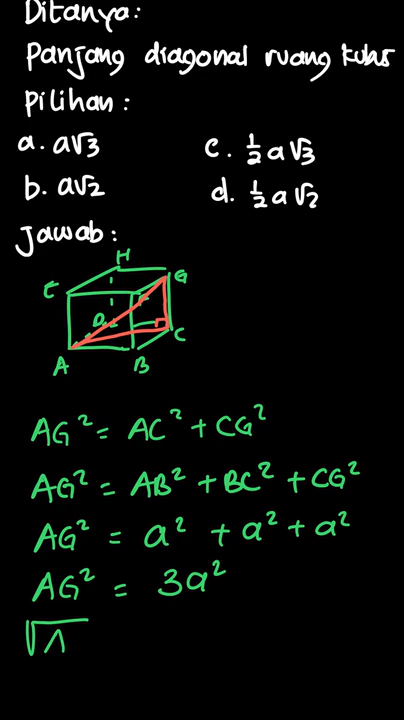 Ditanya:
Panjang diagonal ruang kubus
Pilihan:
a. a√3
c. 1/2 a√3
b. a√2
d. 1/2 a√2
Jawab:
H
E
G
D
C
A
B
AG² = AC² + CG²
AG² = AB² + BC² + CG²
AG² = a² + a² + a²
AG² = 3a²